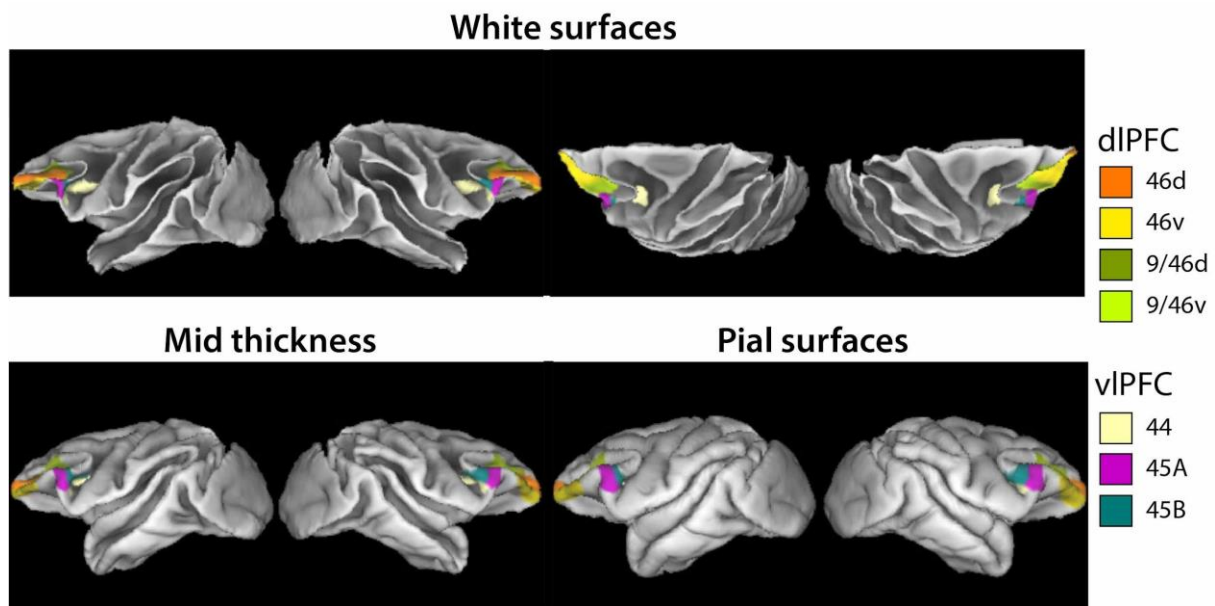 White surfaces
dlPFC
46d
46v
9/46d
9/46v
Mid thickness
Pial surfaces
vlPFC
44
45A
45B